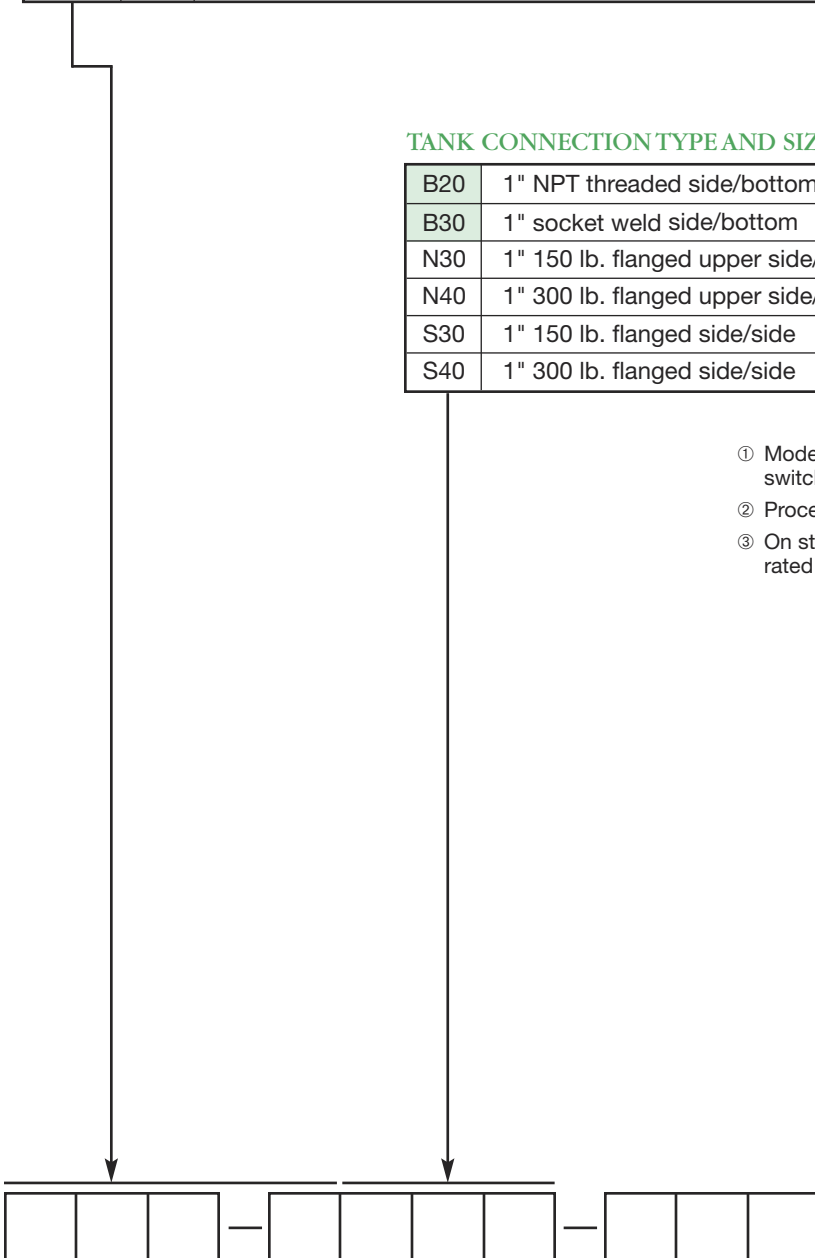 TANK CONNECTION TYPE AND SIZ
B20 1" NPT threaded side/bottom
B30 1" socket weld side/bottom
N30 1" 150 lb. flanged upper side/
N40 1" 300 lb. flanged upper side/
S30 1" 150 lb. flanged side/side
S40 1" 300 lb. flanged side/side
① Mode
switc
② Proce
③ On st
rated